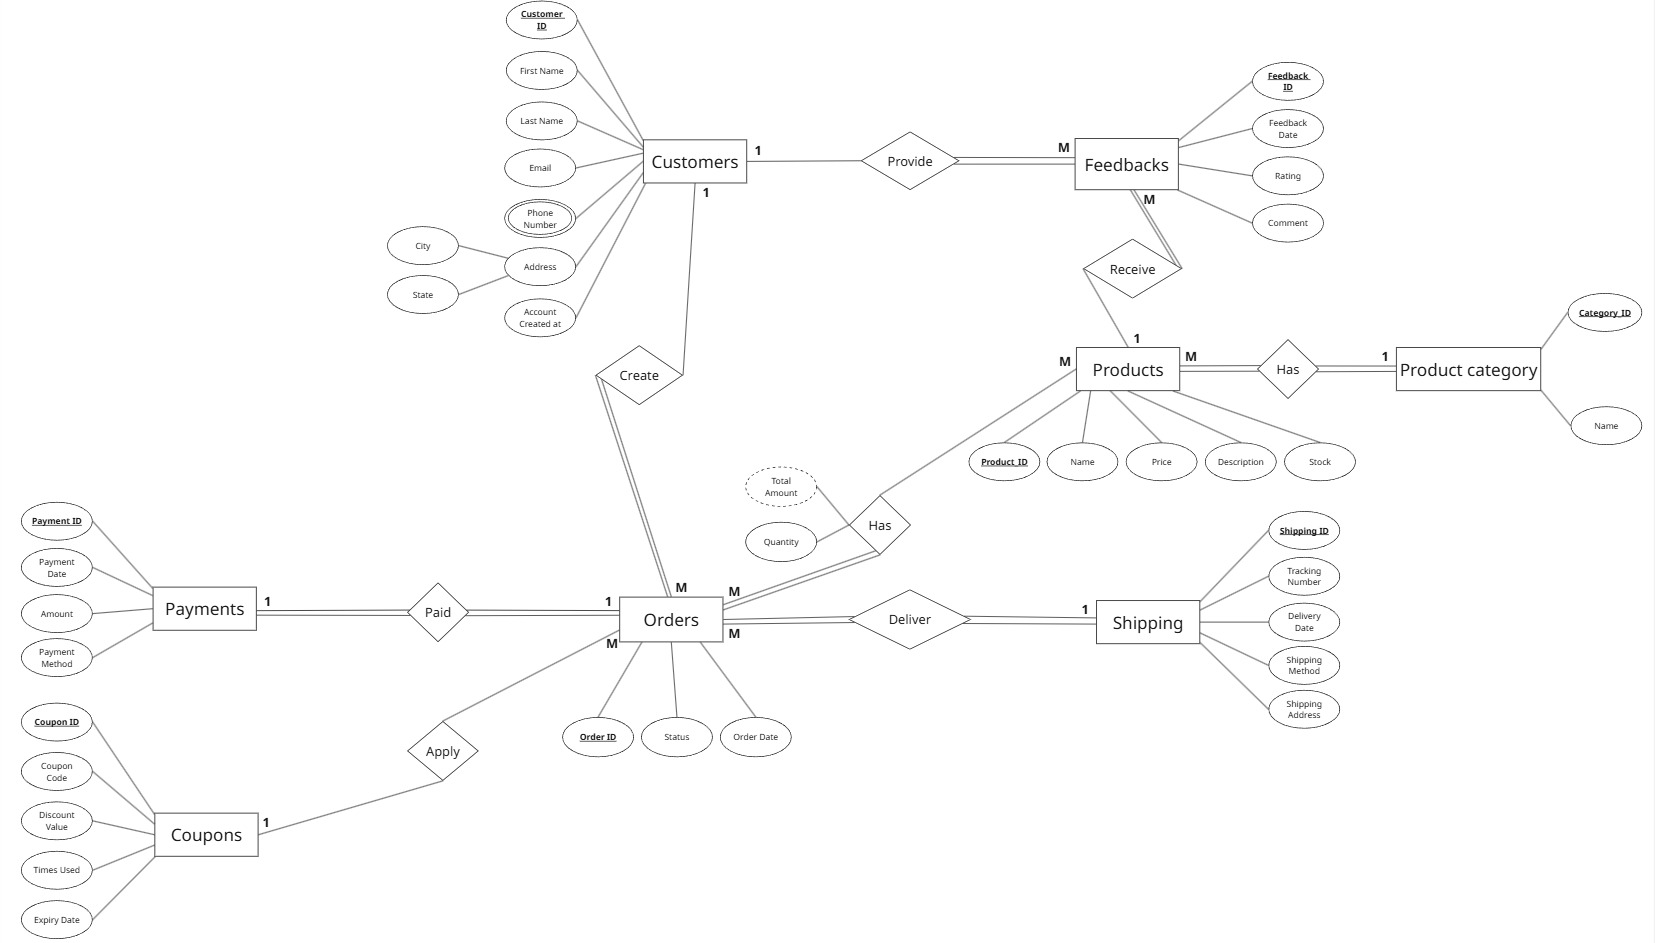 Customer
ID
First Name
Last Name
Email
Phone
Number
City
Address
State
Account
Created at
Customers
1
1
Provide
M
Feedbacks
M
Feedback
ID
Feedback
Date
Rating
Comment
Receive
1
Create
M
Products
M
Has
1
Product category
Category_ID
Name
Product_ID
Name
Price
Description
Stock
Total
Amount
Quantity
Has
Payment ID
Payment
Date
Amount
Payment
Method
Payments
1
Paid
1
M
M
Orders
M
M
Deliver
1
Shipping
Shipping ID
Tracking
Number
Delivery
Date
Shipping
Method
Shipping
Address
Order ID
Status
Order Date
Apply
Coupon ID
Coupon
Code
Discount
Value
Times Used
Expiry Date
Coupons
1